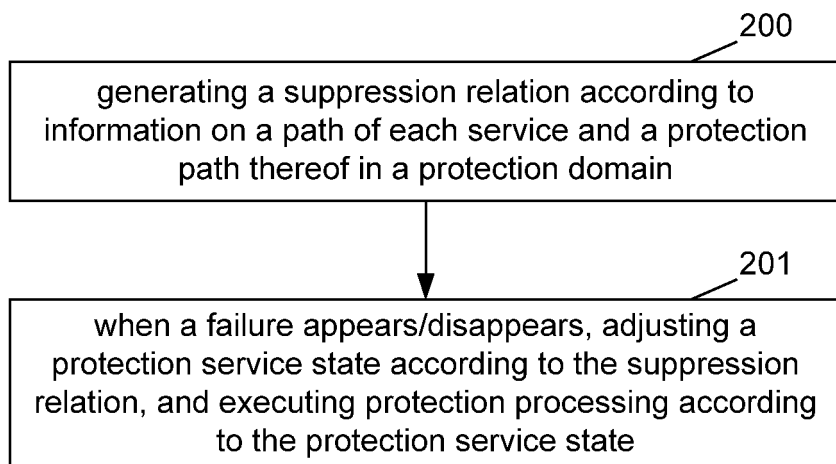 200
generating a suppression relation according to
information on a path of each service and a protection
path thereof in a protection domain
201
when a failure appears/disappears, adjusting a
protection service state according to the suppression
relation, and executing protection processing according
to the protection service state